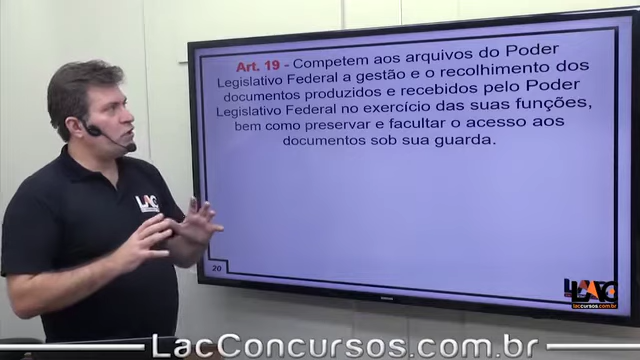 Art. 19 - Competem aos arquivos do Poder
Legislativo Federal a gestão e o recolhimento dos
documentos produzidos e recebidos pelo Poder
Legislativo Federal no exercício das suas funções,
bem como preservar e facultar o acesso aos
documentos sob sua guarda.
LAC
20
LAC
laccursos.com.br
LacConcursos.com.br